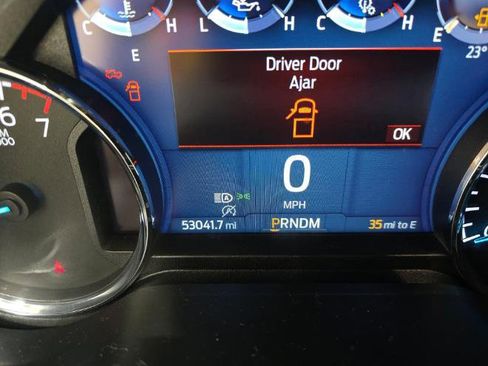 C H C H E
E
23°
Driver Door
Ajar
6
7
OK
0
MPH
53041.7 mi
PRNDM
35 mi to E